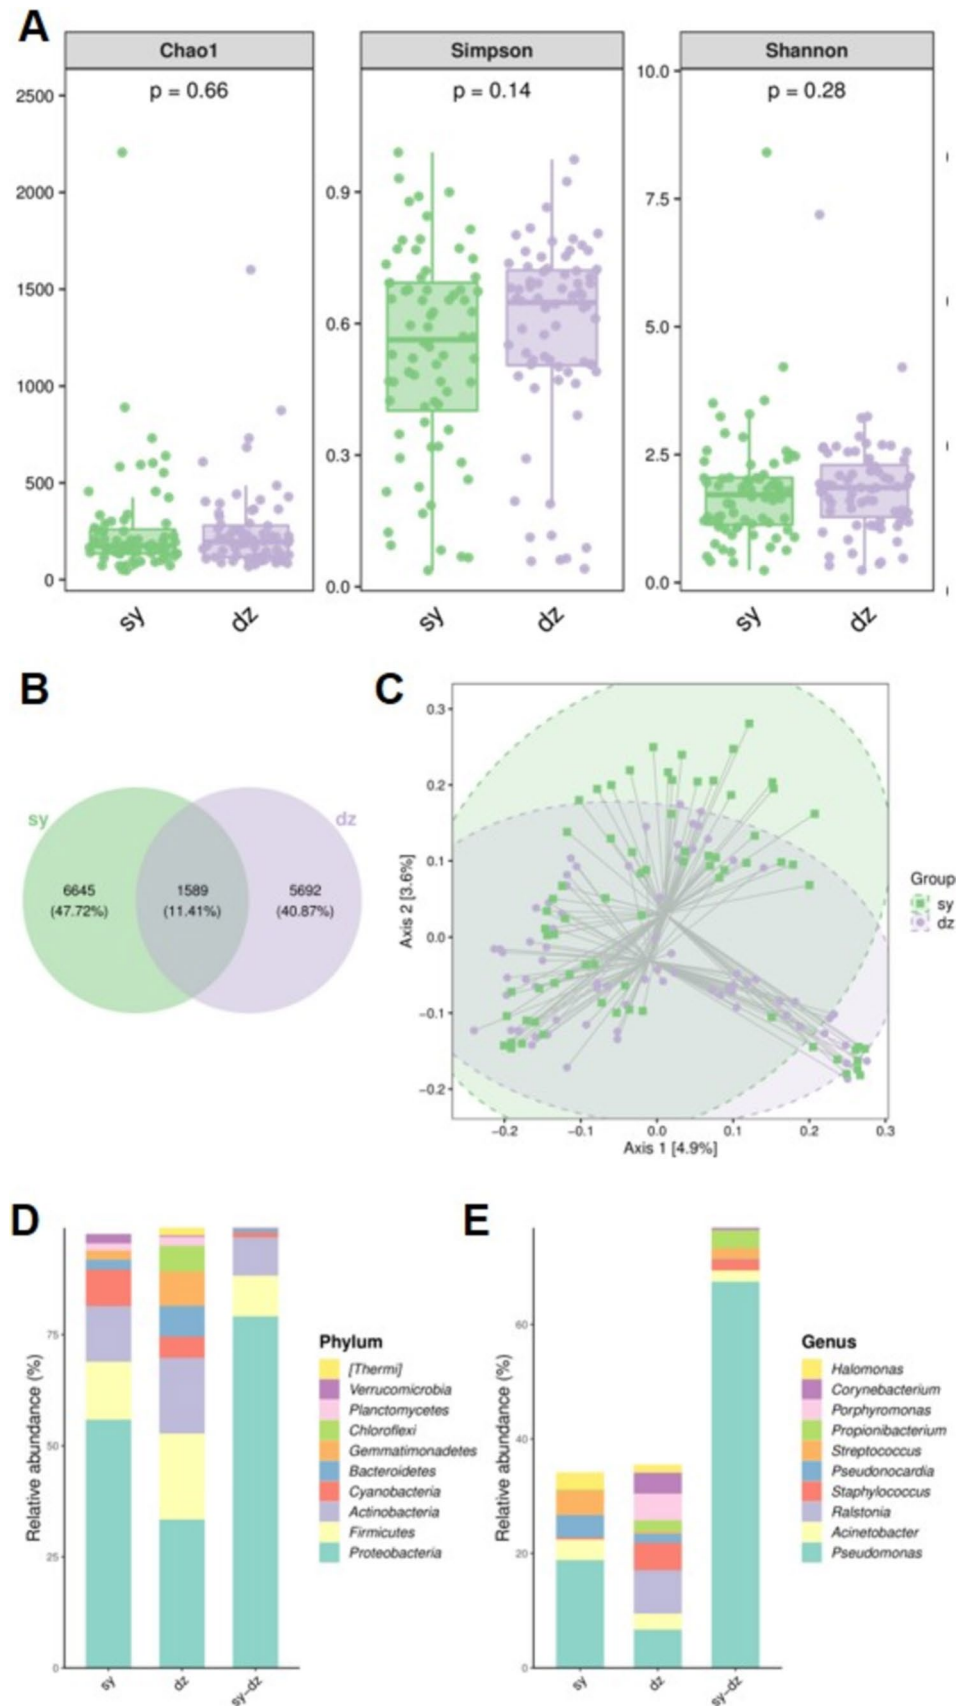 A
Chao1
Simpson
Shannon
p = 0.66
p = 0.14
p = 0.28
2500
2000
1500
1000
500
0
0.9
0.6
0.3
0.0
10.0
7.5
5.0
2.5
0.0
sy
dz
sy
dz
sy
dz
B
sy
dz
6645
(47.72%)
1589
(11.41%)
5692
(40.87%)
C
Axis 2 [3.6%]
0.3
0.2
0.1
0.0
−0.1
−0.2
−0.2
−0.1
0.0
0.1
0.2
0.3
Axis 1 [4.9%]
Group
sy
dz
D
Relative abundance (%)
75
50
25
0
sy
dz
sy−dz
Phylum
[Thermi]
Verrucomicrobia
Planctomycetes
Chloroflexi
Gemmatimonadetes
Bacteroidetes
Cyanobacteria
Actinobacteria
Firmicutes
Proteobacteria
E
Relative abundance (%)
60
40
20
0
sy
dz
sy−dz
Genus
Halomonas
Corynebacterium
Porphyromonas
Propionibacterium
Streptococcus
Pseudonocardia
Staphylococcus
Ralstonia
Acinetobacter
Pseudomonas